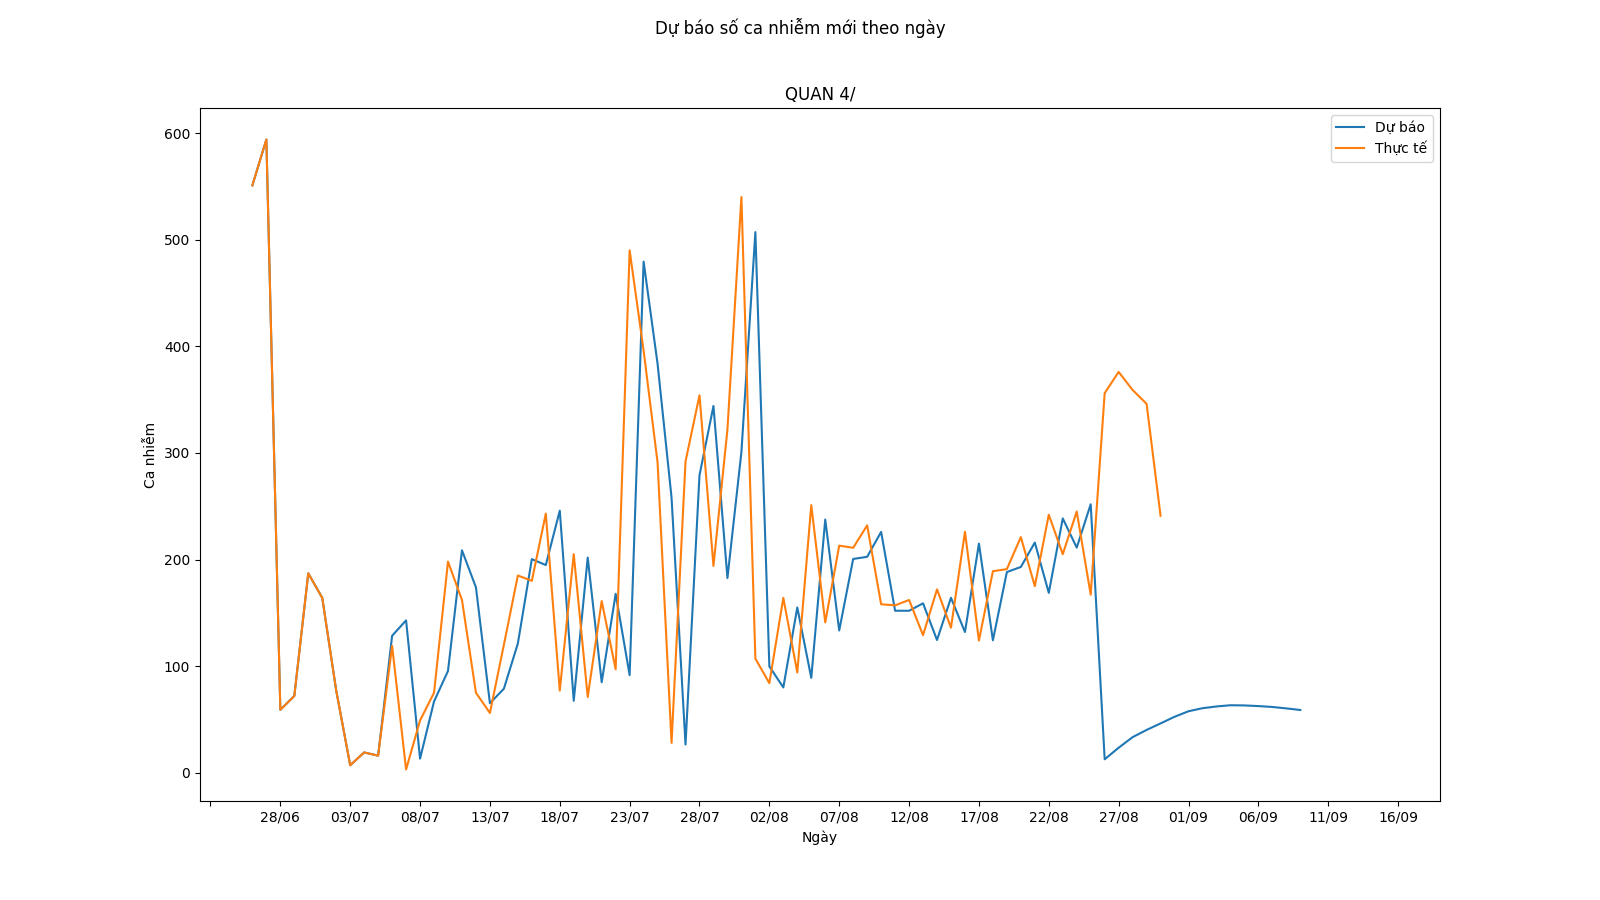 Dự báo số ca nhiễm mới theo ngày
QUAN 4/
Dự báo
Thực tế
600
500
400
300
200
100
0
Ca nhiễm
28/06 03/07 08/07 13/07 18/07 23/07 28/07 02/08 07/08 12/08 17/08 22/08 27/08 01/09 06/09 11/09 16/09
Ngày